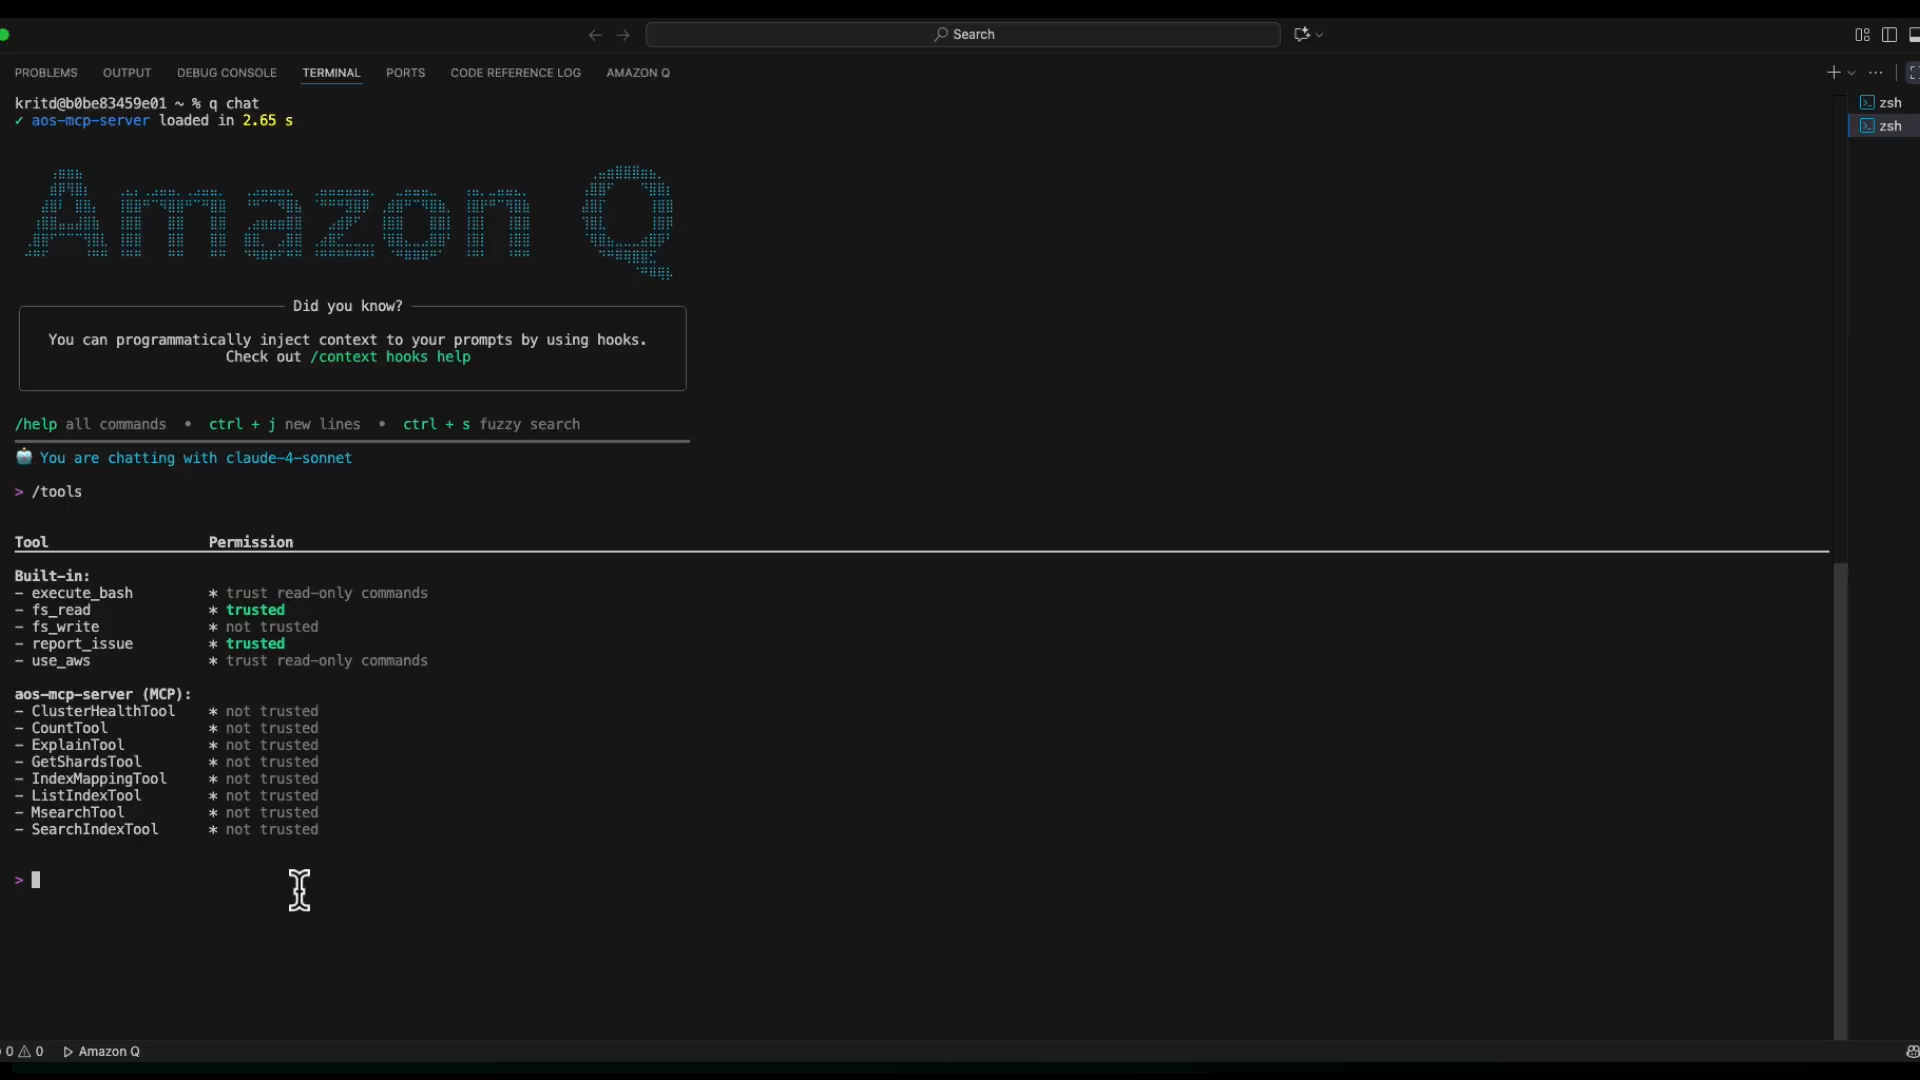 Search
PROBLEMS OUTPUT DEBUG CONSOLE TERMINAL PORTS CODE REFERENCE LOG AMAZON Q
kritd@b0be83459e01 ~ % q chat
✓ aos-mcp-server loaded in 2.65 s
Amazon Q
Did you know?
You can programmatically inject context to your prompts by using hooks.
Check out /context hooks help
/help all commands • ctrl + j new lines • ctrl + s fuzzy search
🤖 You are chatting with claude-4-sonnet
> /tools
Tool Permission
Built-in:
- execute_bash * trust read-only commands
- fs_read * trusted
- fs_write * not trusted
- report_issue * trusted
- use_aws * trust read-only commands
aos-mcp-server (MCP):
- ClusterHealthTool * not trusted
- CountTool * not trusted
- ExplainTool * not trusted
- GetShardsTool * not trusted
- IndexMappingTool * not trusted
- ListIndexTool * not trusted
- MsearchTool * not trusted
- SearchIndexTool * not trusted
>
zsh
zsh
0 0 Amazon Q